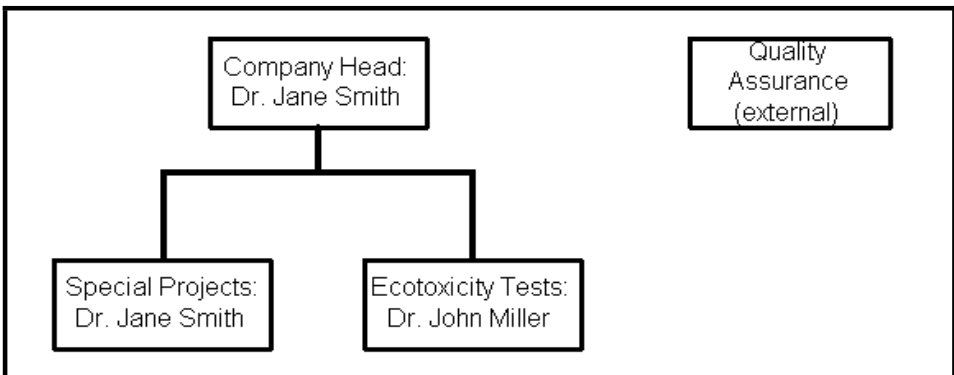 Company Head:
Dr. Jane Smith
Quality
Assurance
(external)
Special Projects:
Dr. Jane Smith
Ecotoxicity Tests:
Dr. John Miller